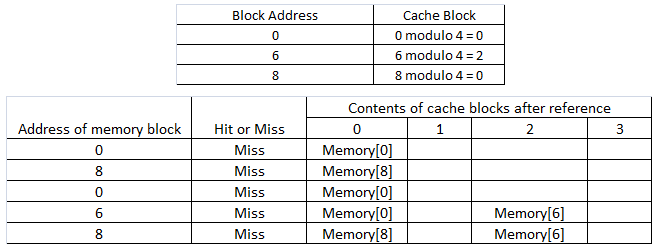 Block Address Cache Block
0 0 modulo 4 = 0
6 6 modulo 4 = 2
8 8 modulo 4 = 0
Contents of cache blocks after reference
Address of memory block Hit or Miss 0 1 2 3
0 Miss Memory[0]
8 Miss Memory[8]
0 Miss Memory[0]
6 Miss Memory[0] Memory[6]
8 Miss Memory[8] Memory[6]